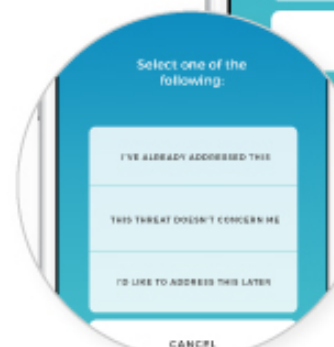 Select one of the
following:
I'VE ALREADY ADDRESSED THIS
THIS THREAT DOESN'T CONCERN ME
I'D LIKE TO ADDRESS THIS LATER
CANCEL